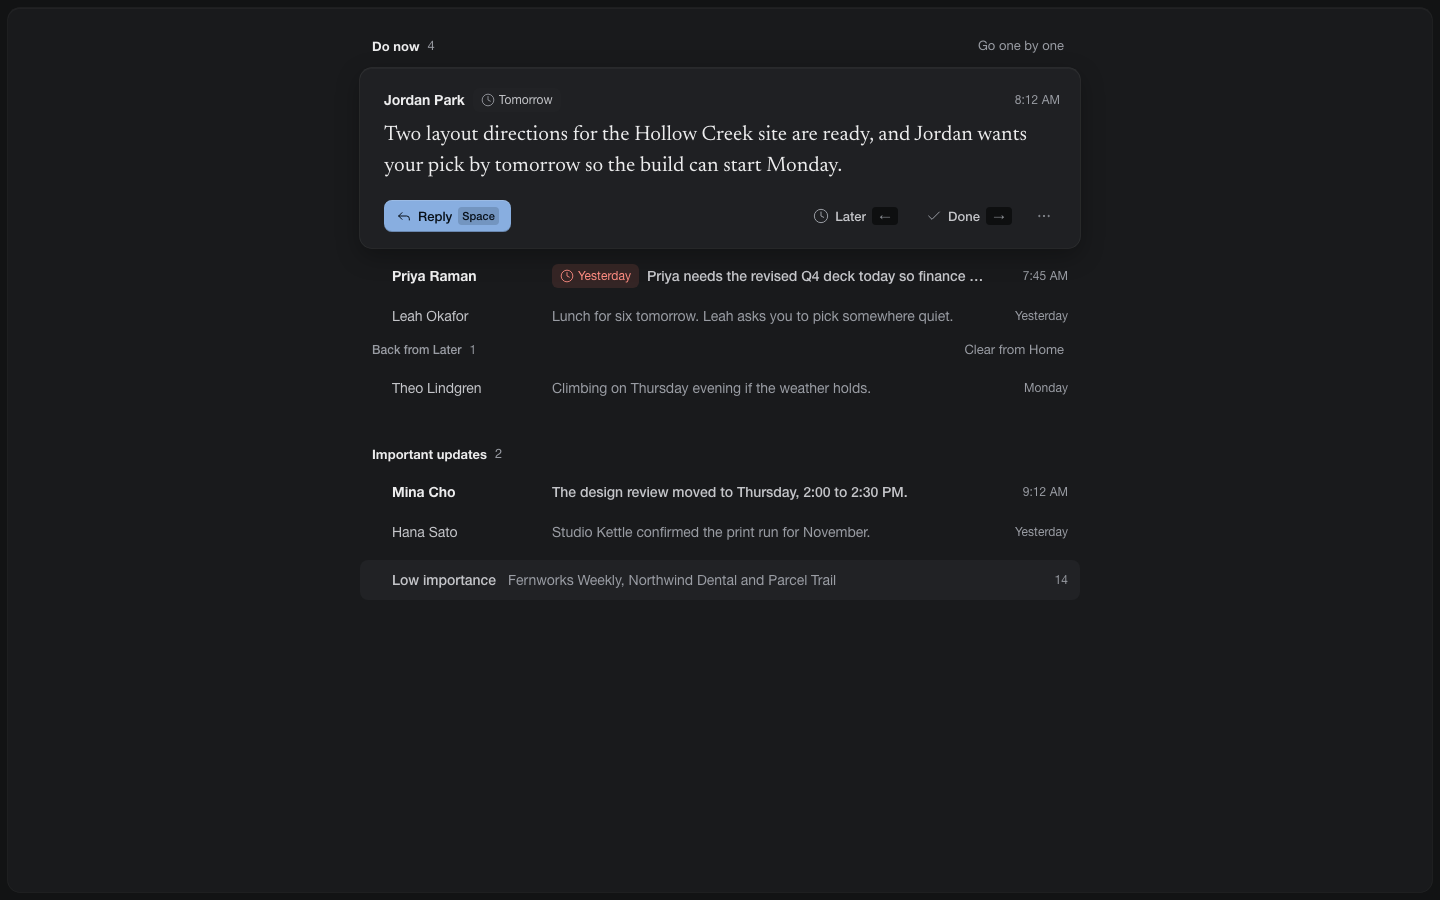 Do now 4 Go one by one
Jordan Park Tomorrow 8:12 AM
Two layout directions for the Hollow Creek site are ready, and Jordan wants
your pick by tomorrow so the build can start Monday.
Reply Space Later ← Done → ···
Priya Raman Yesterday Priya needs the revised Q4 deck today so finance ... 7:45 AM
Leah Okafor Lunch for six tomorrow. Leah asks you to pick somewhere quiet. Yesterday
Back from Later 1 Clear from Home
Theo Lindgren Climbing on Thursday evening if the weather holds. Monday
Important updates 2
Mina Cho The design review moved to Thursday, 2:00 to 2:30 PM. 9:12 AM
Hana Sato Studio Kettle confirmed the print run for November. Yesterday
Low importance Fernworks Weekly, Northwind Dental and Parcel Trail 14